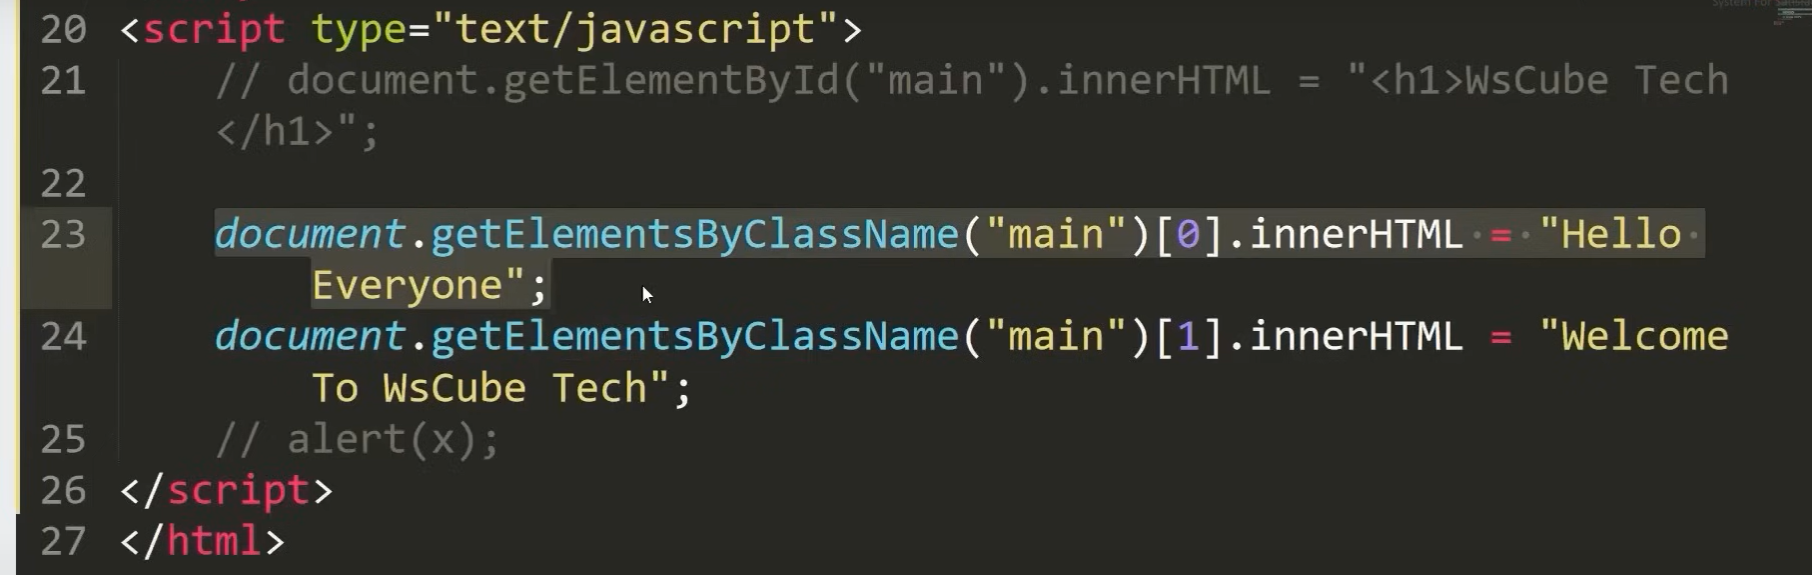 20 <script type="text/javascript">
21 // document.getElementById("main").innerHTML = "<h1>WsCube Tech
</h1>";
22
23 document.getElementsByClassName("main")[0].innerHTML = "Hello
Everyone";
24 document.getElementsByClassName("main")[1].innerHTML = "Welcome
To WsCube Tech";
25 // alert(x);
26 </script>
27 </html>